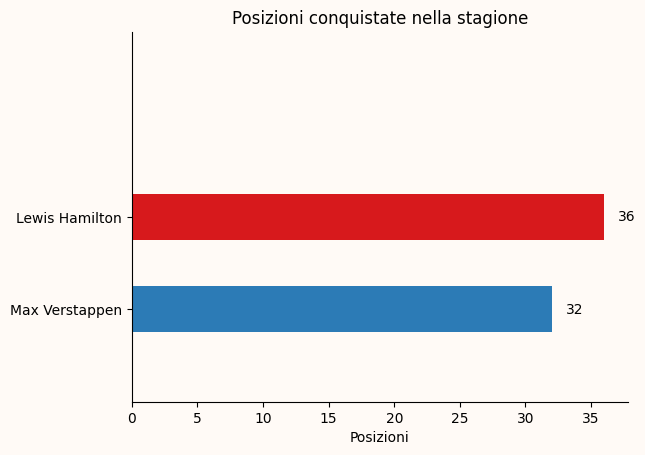 Posizioni conquistate nella stagione
Lewis Hamilton
36
Max Verstappen
32
0 5 10 15 20 25 30 35
Posizioni